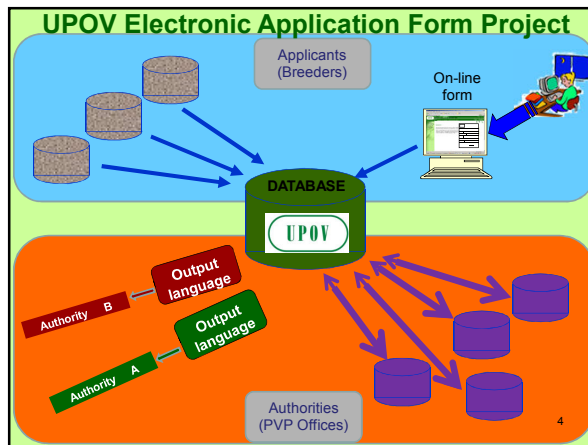 UPOV Electronic Application Form Project
Applicants
(Breeders)
On-line
form
DATABASE
UPOV
Output
language
Authority B
Output
language
Authority A
Authorities
(PVP Offices)
4